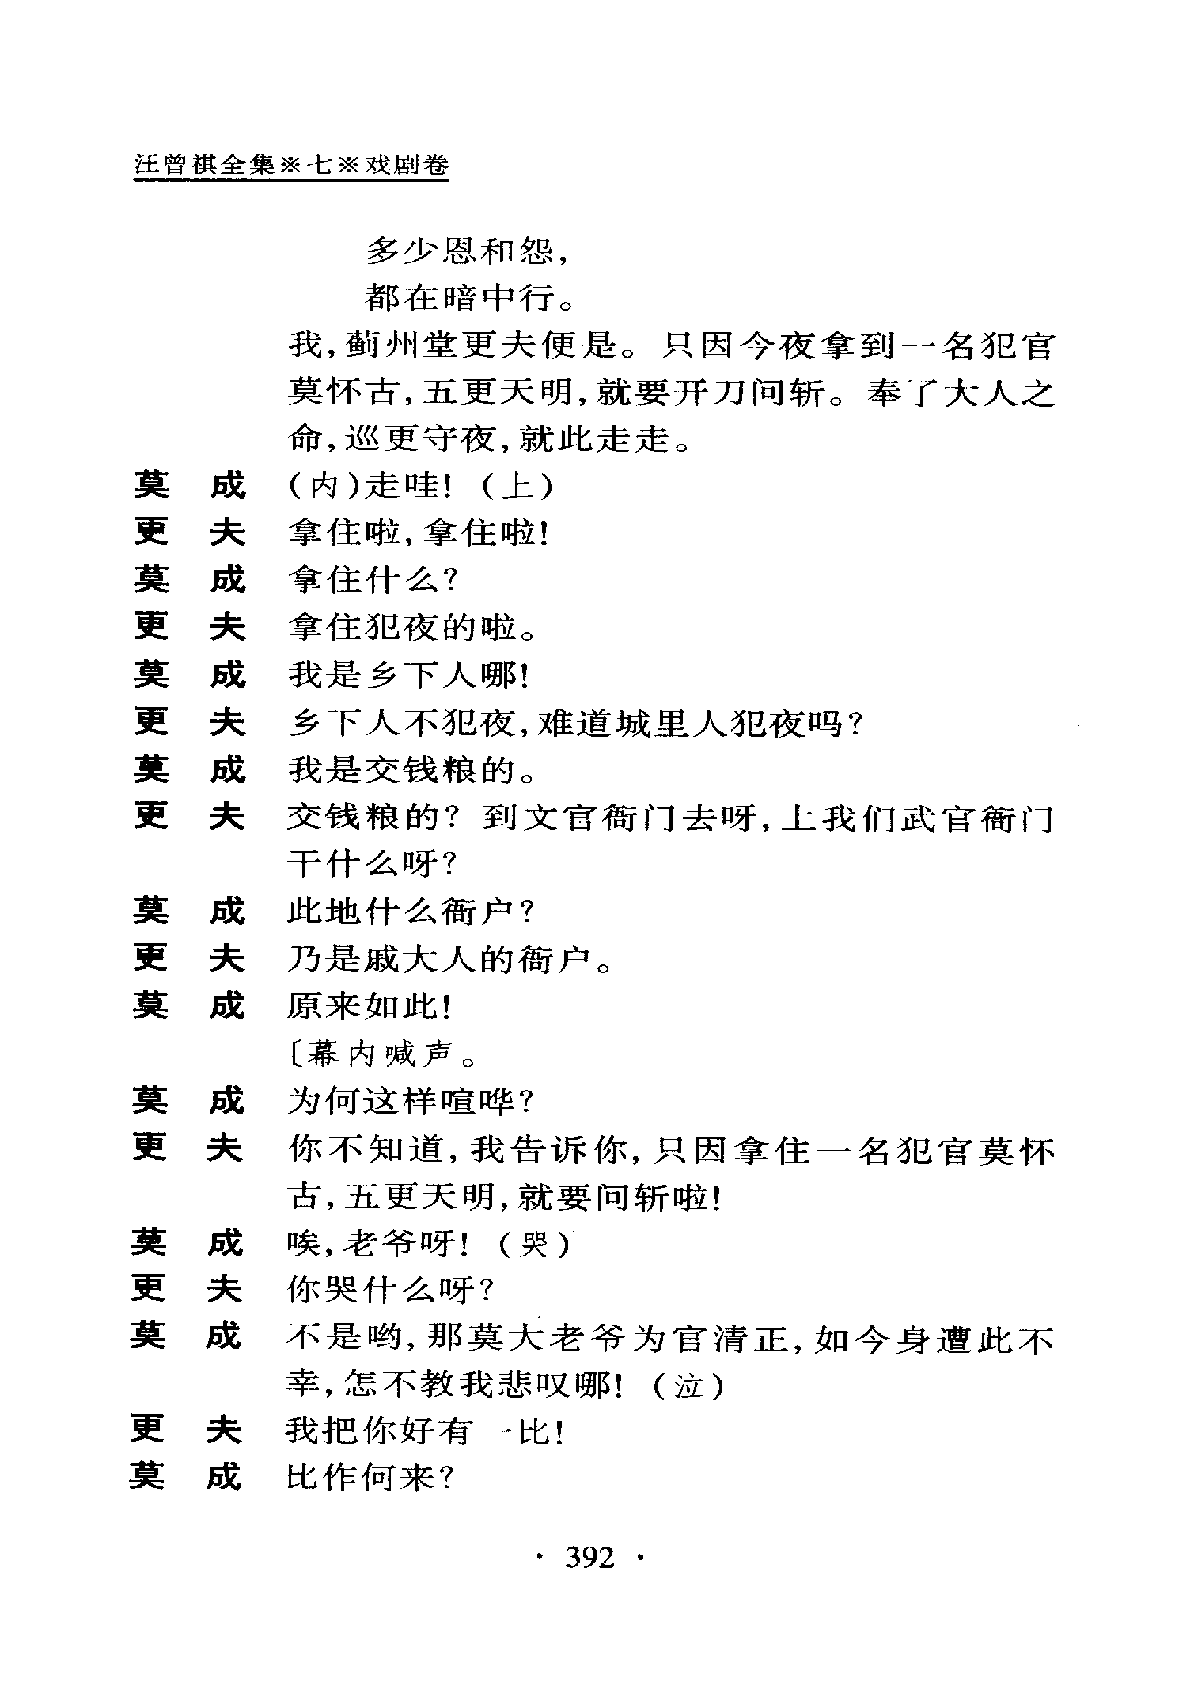 汪曾祺全集※七※戏剧卷
多少恩和怨，
都在暗中行。
我，蓟州堂更夫便是。只因今夜拿到一名犯官
莫怀古，五更天明，就要开刀问斩。奉了大人之
命，巡更守夜，就此走走。
莫　成　（内）走哇！（上）
更　夫　拿住啦，拿住啦！
莫　成　拿住什么？
更　夫　拿住犯夜的啦。
莫　成　我是乡下人哪！
更　夫　乡下人不犯夜，难道城里人犯夜吗？
莫　成　我是交钱粮的。
更　夫　交钱粮的？到文官衙门去呀，上我们武官衙门
干什么呀？
莫　成　此地什么衙户？
更　夫　乃是戚大人的衙户。
莫　成　原来如此！
〔幕内喊声。
莫　成　为何这样喧哗？
更　夫　你不知道，我告诉你，只因拿住一名犯官莫怀
古，五更天明，就要问斩啦！
莫　成　唉，老爷呀！（哭）
更　夫　你哭什么呀？
莫　成　不是哟，那莫大老爷为官清正，如今身遭此不
幸，怎不教我悲叹哪！（泣）
更　夫　我把你好有一比！
莫　成　比作何来？
· 392 ·